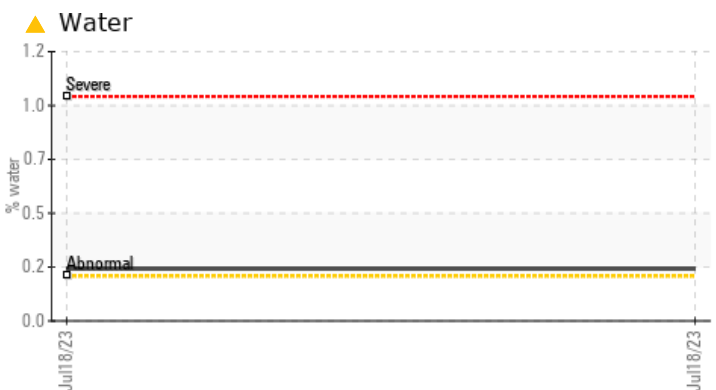 Water
1.2
Severe
1.0
0.7
% water
0.5
Abnormal
0.2
0.0
Jul18/23
Jul18/23